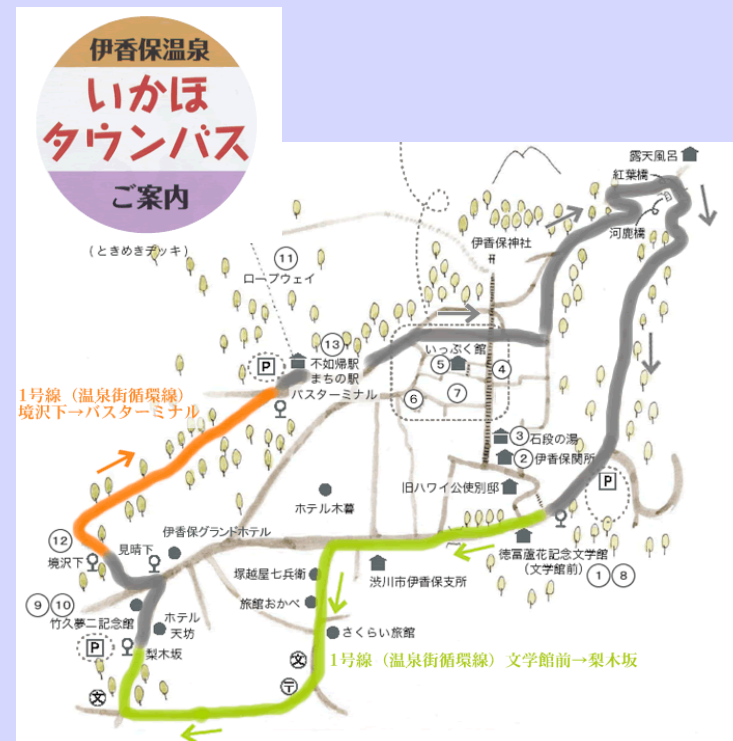 伊香保温泉
いかほ
タウンバス
ご案内
(ときめきデッキ)
露天風呂
紅葉橋
河鹿橋
伊香保神社
⑪
ロープウェイ
⑬
不如帰駅
まちの駅
バスターミナル
P
いっぷく館
⑤
④
⑥
⑦
1号線（温泉街循環線）
境沢下→バスターミナル
③石段の湯
②伊香保関所
旧ハワイ公使別邸
P
ホテル木暮
伊香保グランドホテル
⑫
境沢下
見晴下
徳冨蘆花記念文学館
(文学館前)
①⑧
渋川市伊香保支所
塚越屋七兵衛
旅館おかべ
⑨⑩
竹久夢二記念館
ホテル
天坊
さくらい旅館
P
梨木坂
1号線（温泉街循環線）文学館前→梨木坂
文
〒
文